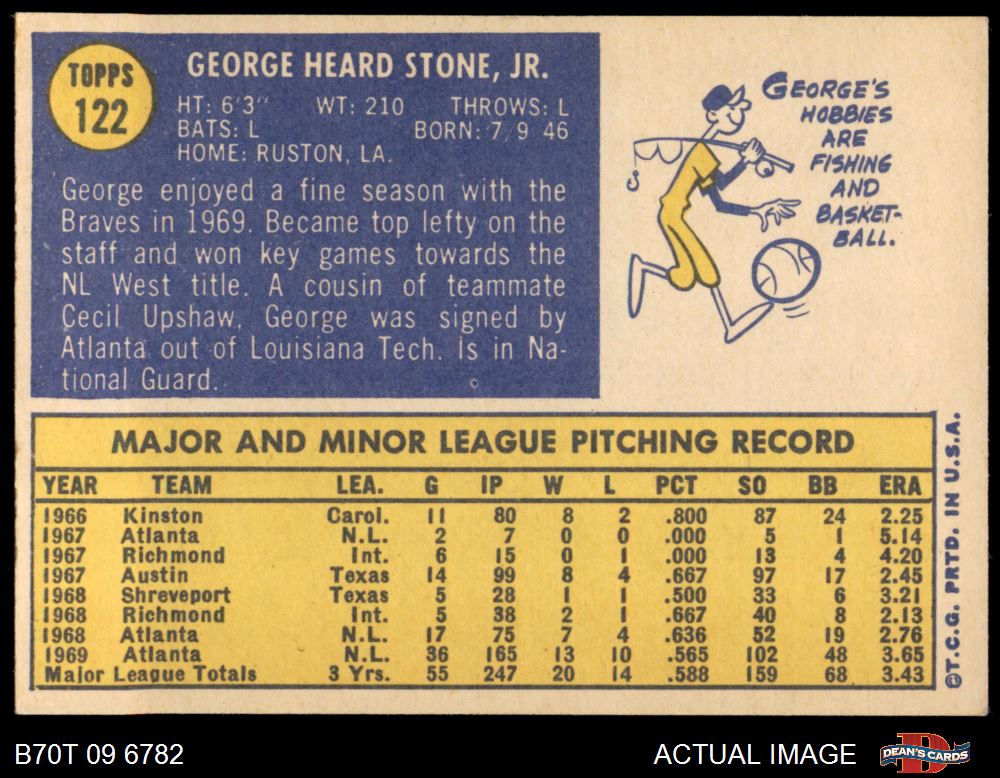 TOPPS
122
GEORGE HEARD STONE, JR.
HT: 6'3" WT: 210 THROWS: L
BATS: L BORN: 7 9 46
HOME: RUSTON, LA.
George enjoyed a fine season with the
Braves in 1969. Became top lefty on the
staff and won key games towards the
NL West title. A cousin of teammate
Cecil Upshaw, George was signed by
Atlanta out of Louisiana Tech. Is in Na-
tional Guard.
GEORGE'S
HOBBIES
ARE
FISHING
AND
BASKET-
BALL.
MAJOR AND MINOR LEAGUE PITCHING RECORD
YEAR TEAM LEA. G IP W L PCT SO BB ERA
1966 Kinston Carol. 11 80 8 2 .800 87 24 2.25
1967 Atlanta N.L. 2 7 0 0 .000 5 1 5.14
1967 Richmond Int. 6 15 0 1 .000 13 4 4.20
1967 Austin Texas 14 99 8 4 .667 97 17 2.45
1968 Shreveport Texas 5 28 1 1 .500 33 6 3.21
1968 Richmond Int. 5 38 2 1 .667 40 8 2.13
1968 Atlanta N.L. 17 75 7 4 .636 52 19 2.76
1969 Atlanta N.L. 36 165 13 10 .565 102 48 3.65
Major League Totals 3 Yrs. 55 247 20 14 .588 159 68 3.43
©T.C.G. PRTD. IN U.S.A.
B70T 09 6782
ACTUAL IMAGE
D
DEAN'S CARDS